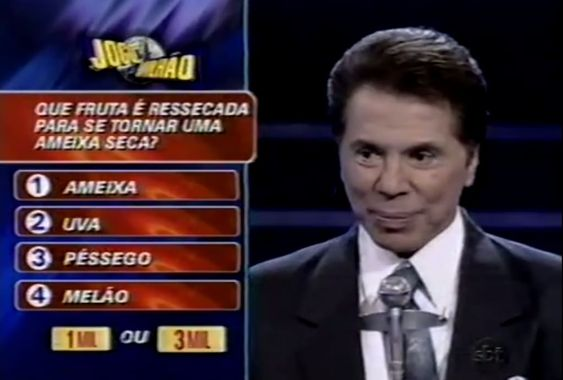 JOGO
MILHÃO
QUE FRUTA É RESSECADA
PARA SE TORNAR UMA
AMEIXA SECA?
1 AMEIXA
2 UVA
3 PÊSSEGO
4 MELÃO
1 MIL OU 3 MIL
sbt